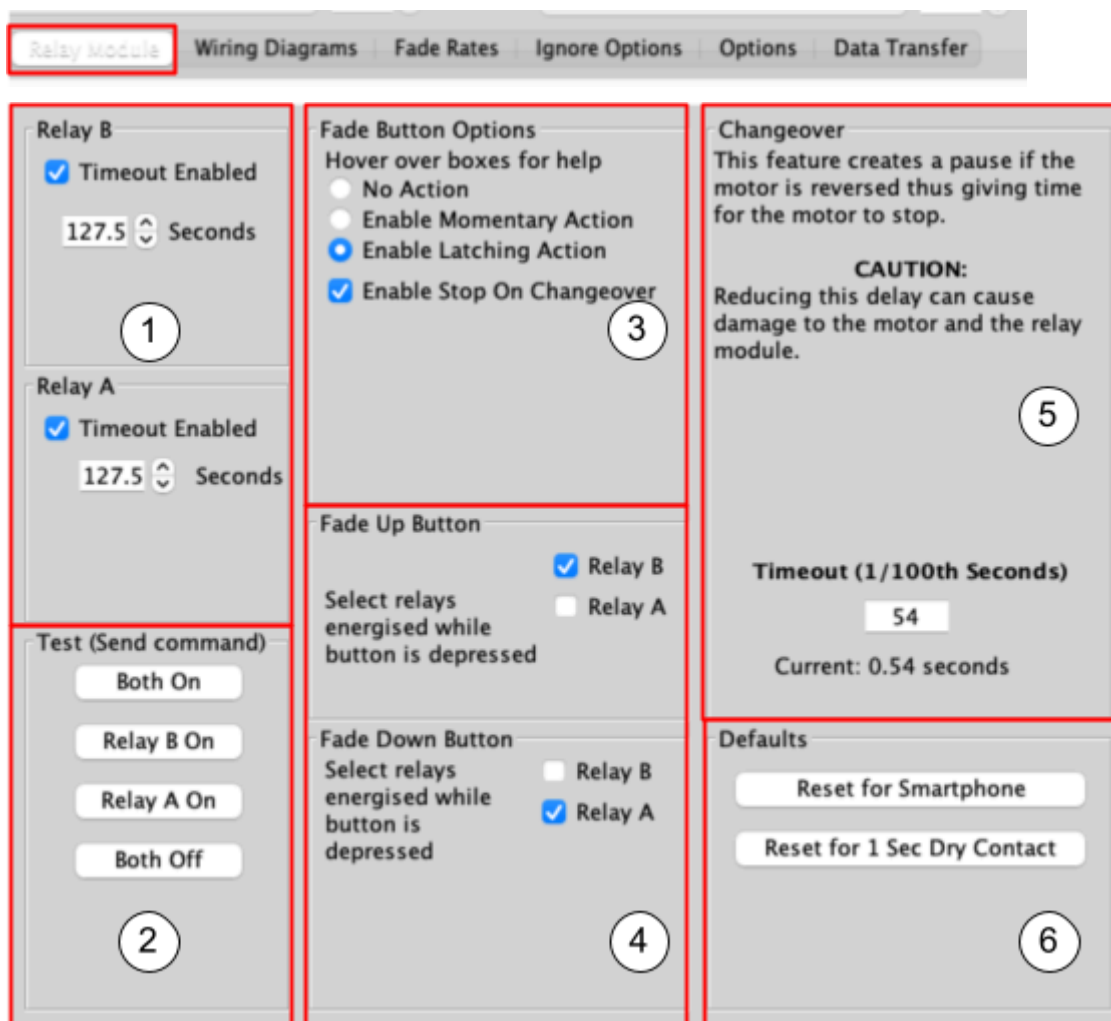 Relay Module Wiring Diagrams Fade Rates Ignore Options Options Data Transfer
Relay B
Timeout Enabled
127.5 Seconds
1
Relay A
Timeout Enabled
127.5 Seconds
Test (Send command)
Both On
Relay B On
Relay A On
Both Off
2
Fade Button Options
Hover over boxes for help
No Action
Enable Momentary Action
Enable Latching Action
Enable Stop On Changeover
3
Fade Up Button
Relay B
Relay A
Select relays
energised while
button is depressed
Fade Down Button
Select relays
energised while
button is
depressed
Relay B
Relay A
4
Changeover
This feature creates a pause if the
motor is reversed thus giving time
for the motor to stop.
CAUTION:
Reducing this delay can cause
damage to the motor and the relay
module.
5
Timeout (1/100th Seconds)
54
Current: 0.54 seconds
Defaults
Reset for Smartphone
Reset for 1 Sec Dry Contact
6